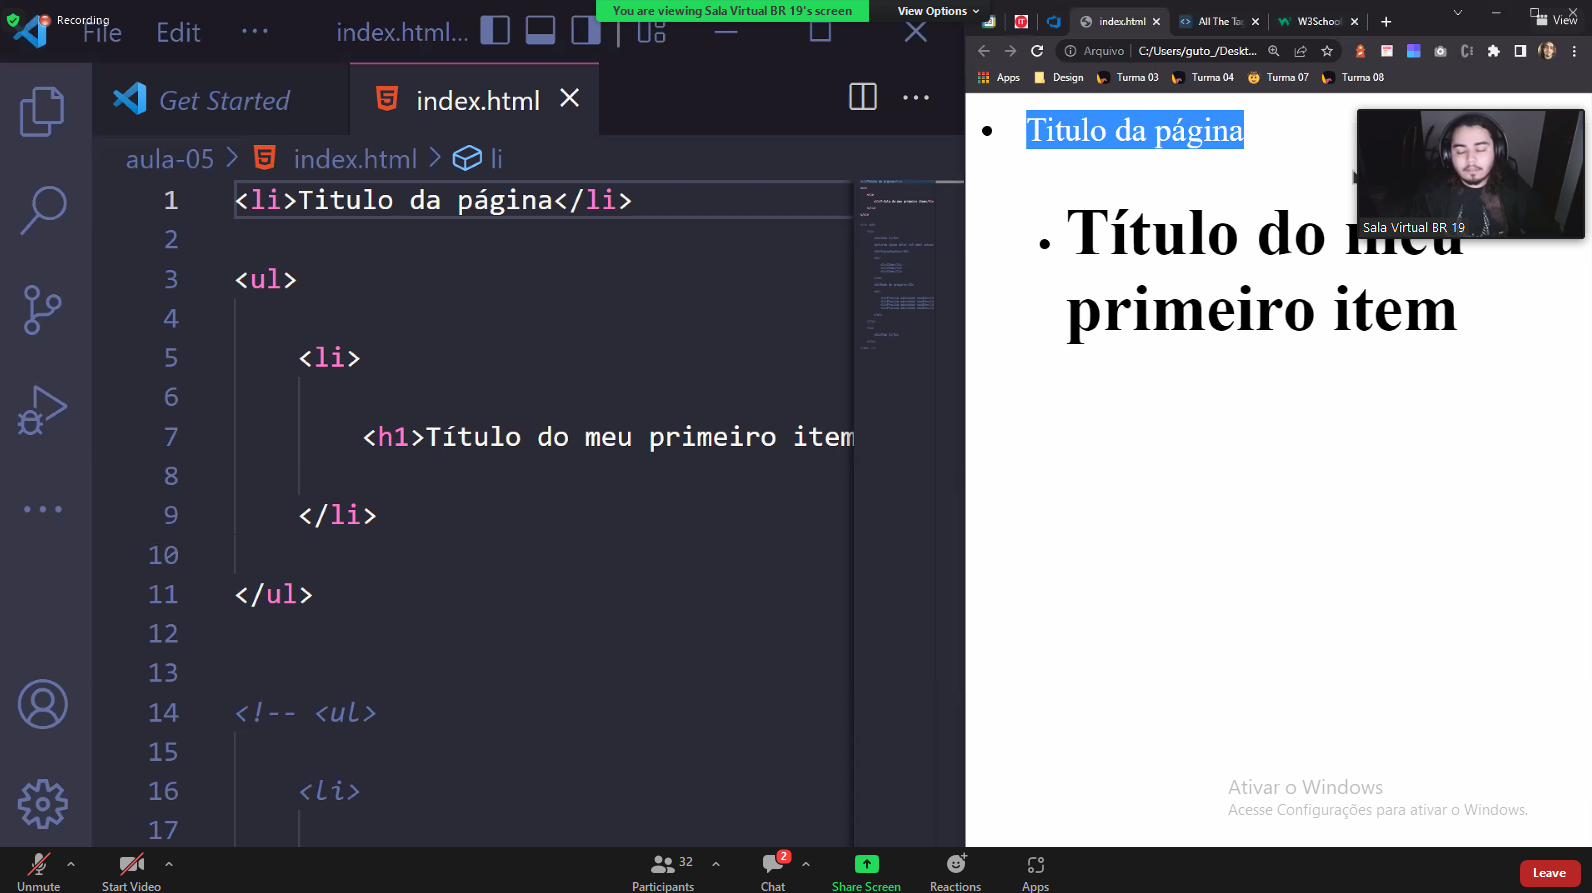 Recording
File
Edit
index.html...
You are viewing Sala Virtual BR 19's screen
View Options
index.html
All The Ta
W3School
View
Get Started
index.html
Arquivo
C:/Users/guto_/Deskt...
Apps
Design
Turma 03
Turma 04
Turma 07
Turma 08
aula-05 > index.html > li
1 <li>Titulo da página</li>
2
3 <ul>
4
5 <li>
6
7 <h1>Título do meu primeiro item
8
9 </li>
10
11 </ul>
12
13
14 <!-- <ul>
15
16 <li>
17
Titulo da página
Título do meu
primeiro item
Sala Virtual BR 19
Ativar o Windows
Acesse Configurações para ativar o Windows.
Unmute
Start Video
32
Participants
2
Chat
Share Screen
Reactions
Apps
Leave